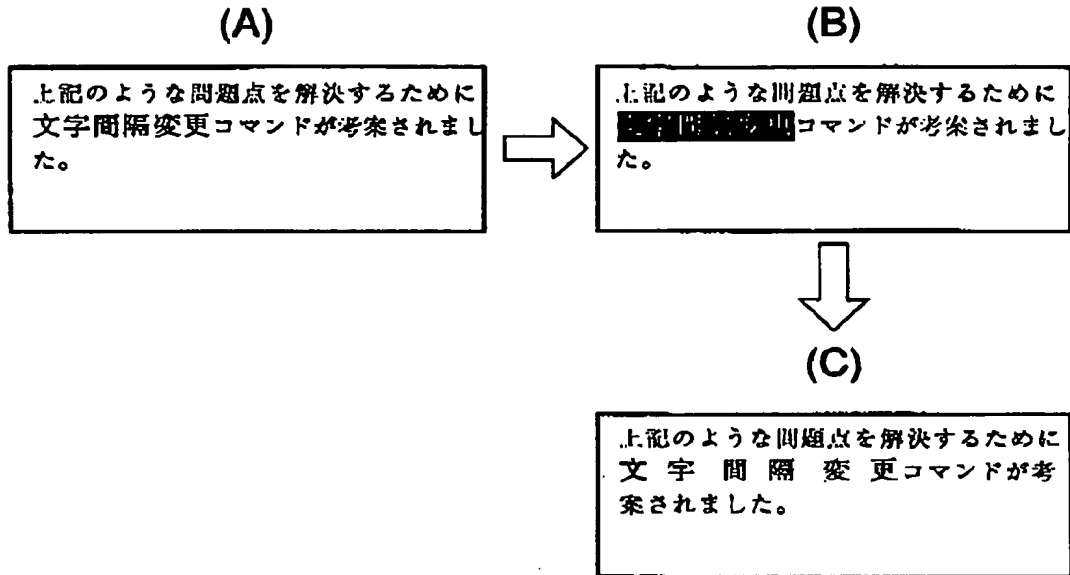 (A)
上記のような問題点を解決するために
文字間隔変更コマンドが考案されまし
た。
(B)
上記のような問題点を解決するために
コマンドが考案されまし
た。
(C)
上記のような問題点を解決するために
文字間隔変更コマンドが考
案されました。